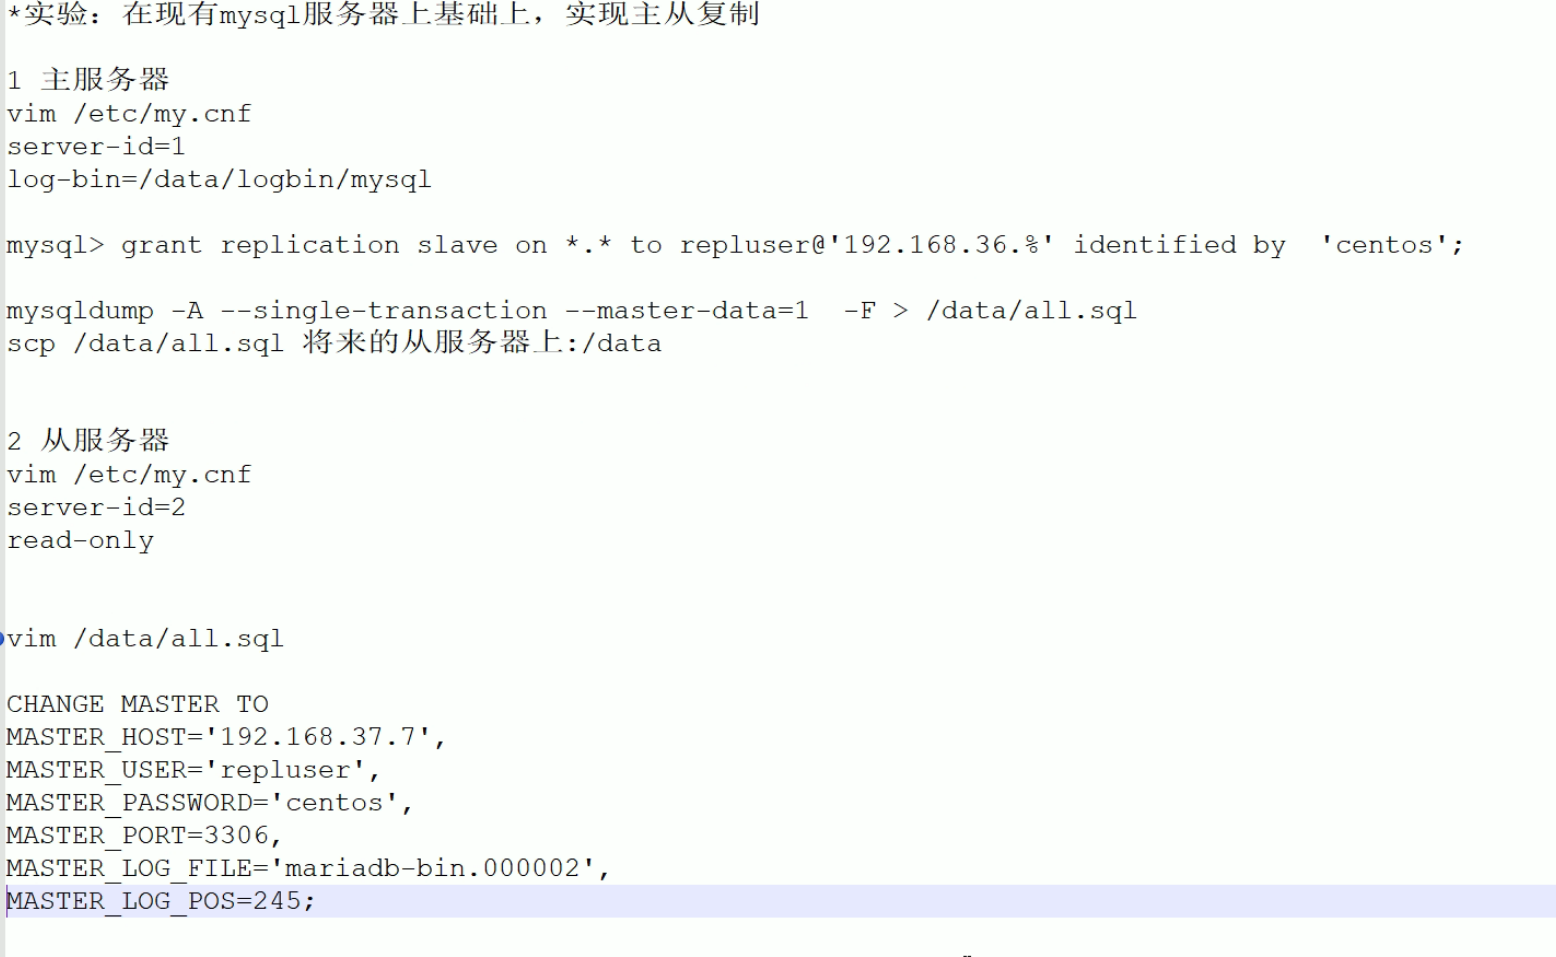 *实验：在现有mysql服务器上基础上，实现主从复制
1 主服务器
vim /etc/my.cnf
server-id=1
log-bin=/data/logbin/mysql
mysql> grant replication slave on *.* to repluser@'192.168.36.%' identified by  'centos';
mysqldump -A --single-transaction --master-data=1  -F > /data/all.sql
scp /data/all.sql 将来的从服务器上:/data
2 从服务器
vim /etc/my.cnf
server-id=2
read-only
vim /data/all.sql
CHANGE MASTER TO
MASTER_HOST='192.168.37.7',
MASTER_USER='repluser',
MASTER_PASSWORD='centos',
MASTER_PORT=3306,
MASTER_LOG_FILE='mariadb-bin.000002',
MASTER_LOG_POS=245;